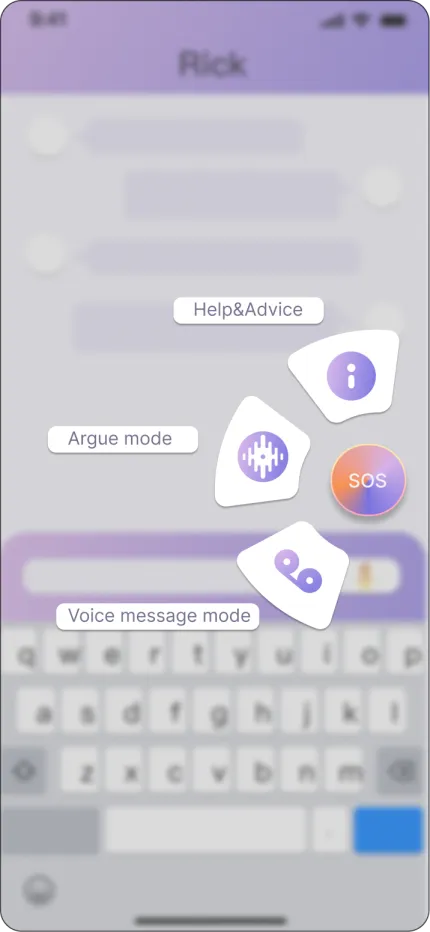 9:41
Rick
Help&Advice
Argue mode
SOS
Voice message mode
q w e r t y u i o p
a s d f g h j k l
z x c v b n m